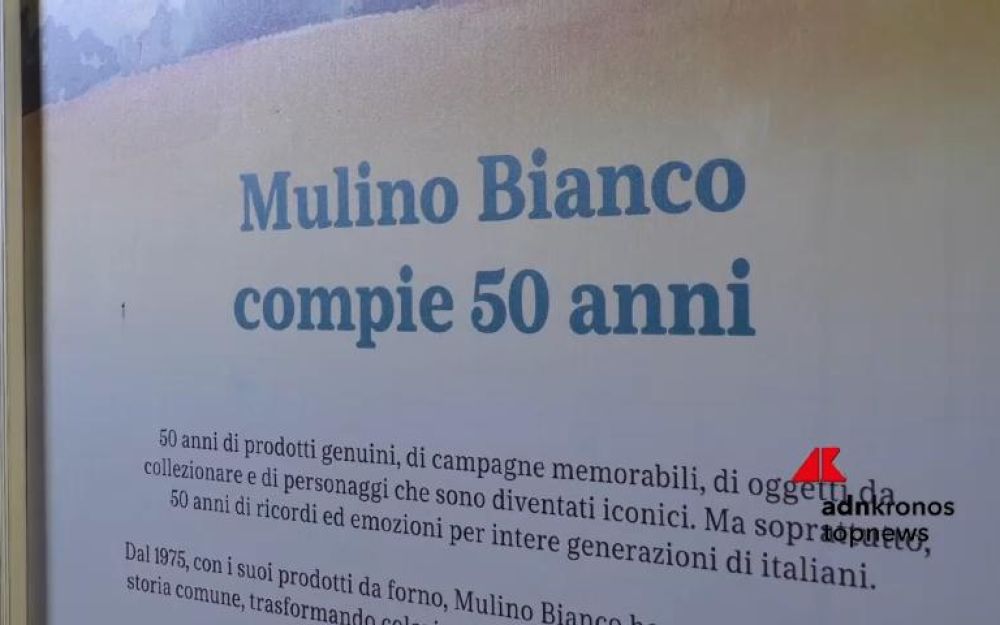 Mulino Bianco
compie 50 anni
50 anni di prodotti genuini, di campagne memorabili, di oggetti da
collezionare e di personaggi che sono diventati iconici. Ma soprattutto,
50 anni di ricordi ed emozioni per intere generazioni di italiani.
Dal 1975, con i suoi prodotti da forno, Mulino Bianco
storia comune, trasformando
adnkronos
topnews